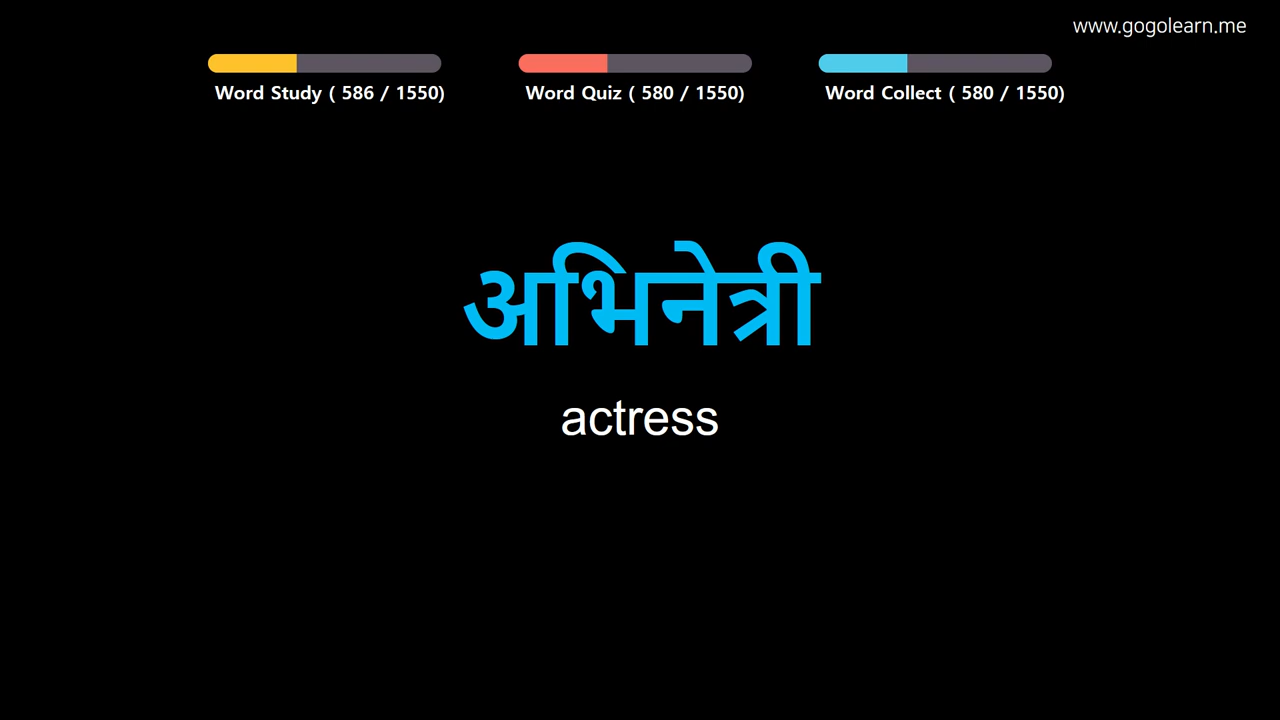 www.gogolearn.me
Word Study ( 586 / 1550)
Word Quiz ( 580 / 1550)
Word Collect ( 580 / 1550)
अभिनेत्री
actress